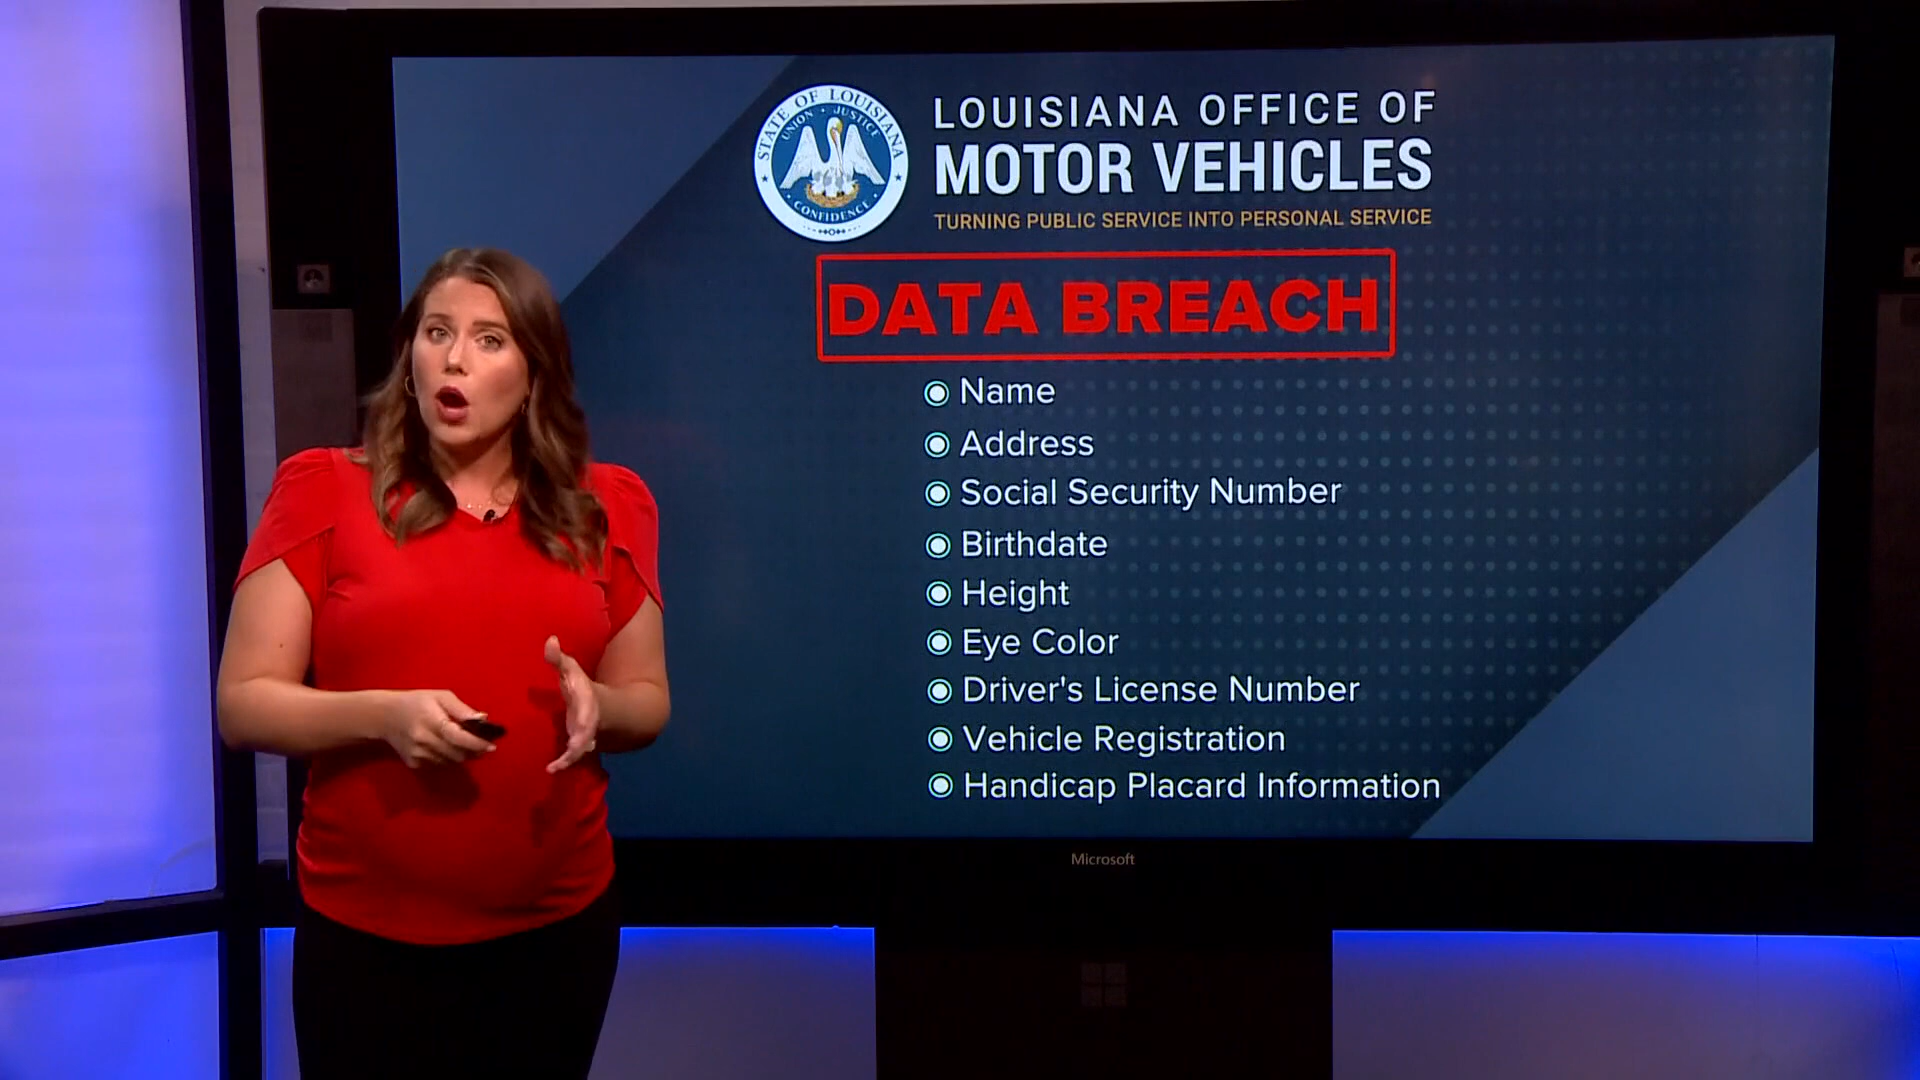 STATE OF LOUISIANA
UNION · JUSTICE
CONFIDENCE
LOUISIANA OFFICE OF
MOTOR VEHICLES
TURNING PUBLIC SERVICE INTO PERSONAL SERVICE
DATA BREACH
Name
Address
Social Security Number
Birthdate
Height
Eye Color
Driver's License Number
Vehicle Registration
Handicap Placard Information
Microsoft